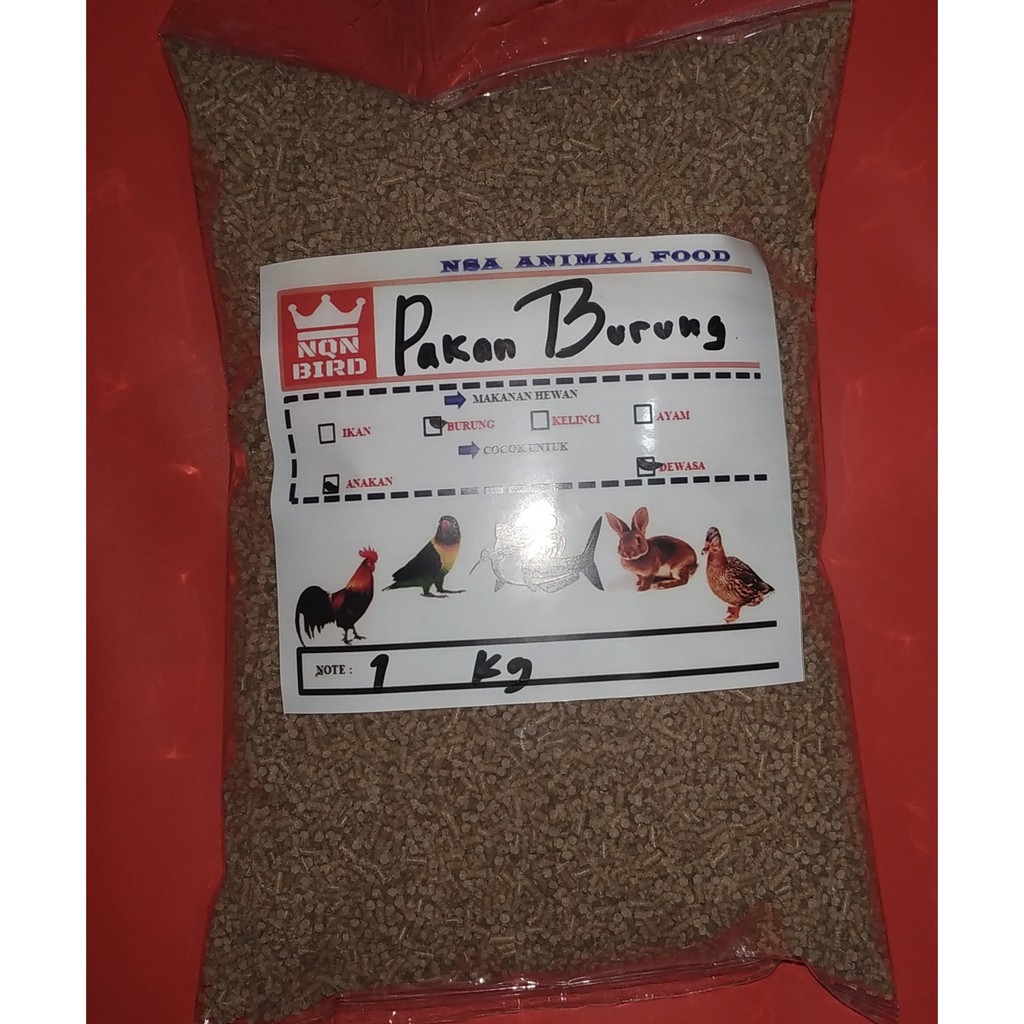 NSA ANIMAL FOOD
NQN
BIRD
Pakan Burung
MAKANAN HEWAN
IKAN BURUNG KELINCI AYAM
COCOK UNTUK
ANAKAN DEWASA
NOTE : 1 Kg